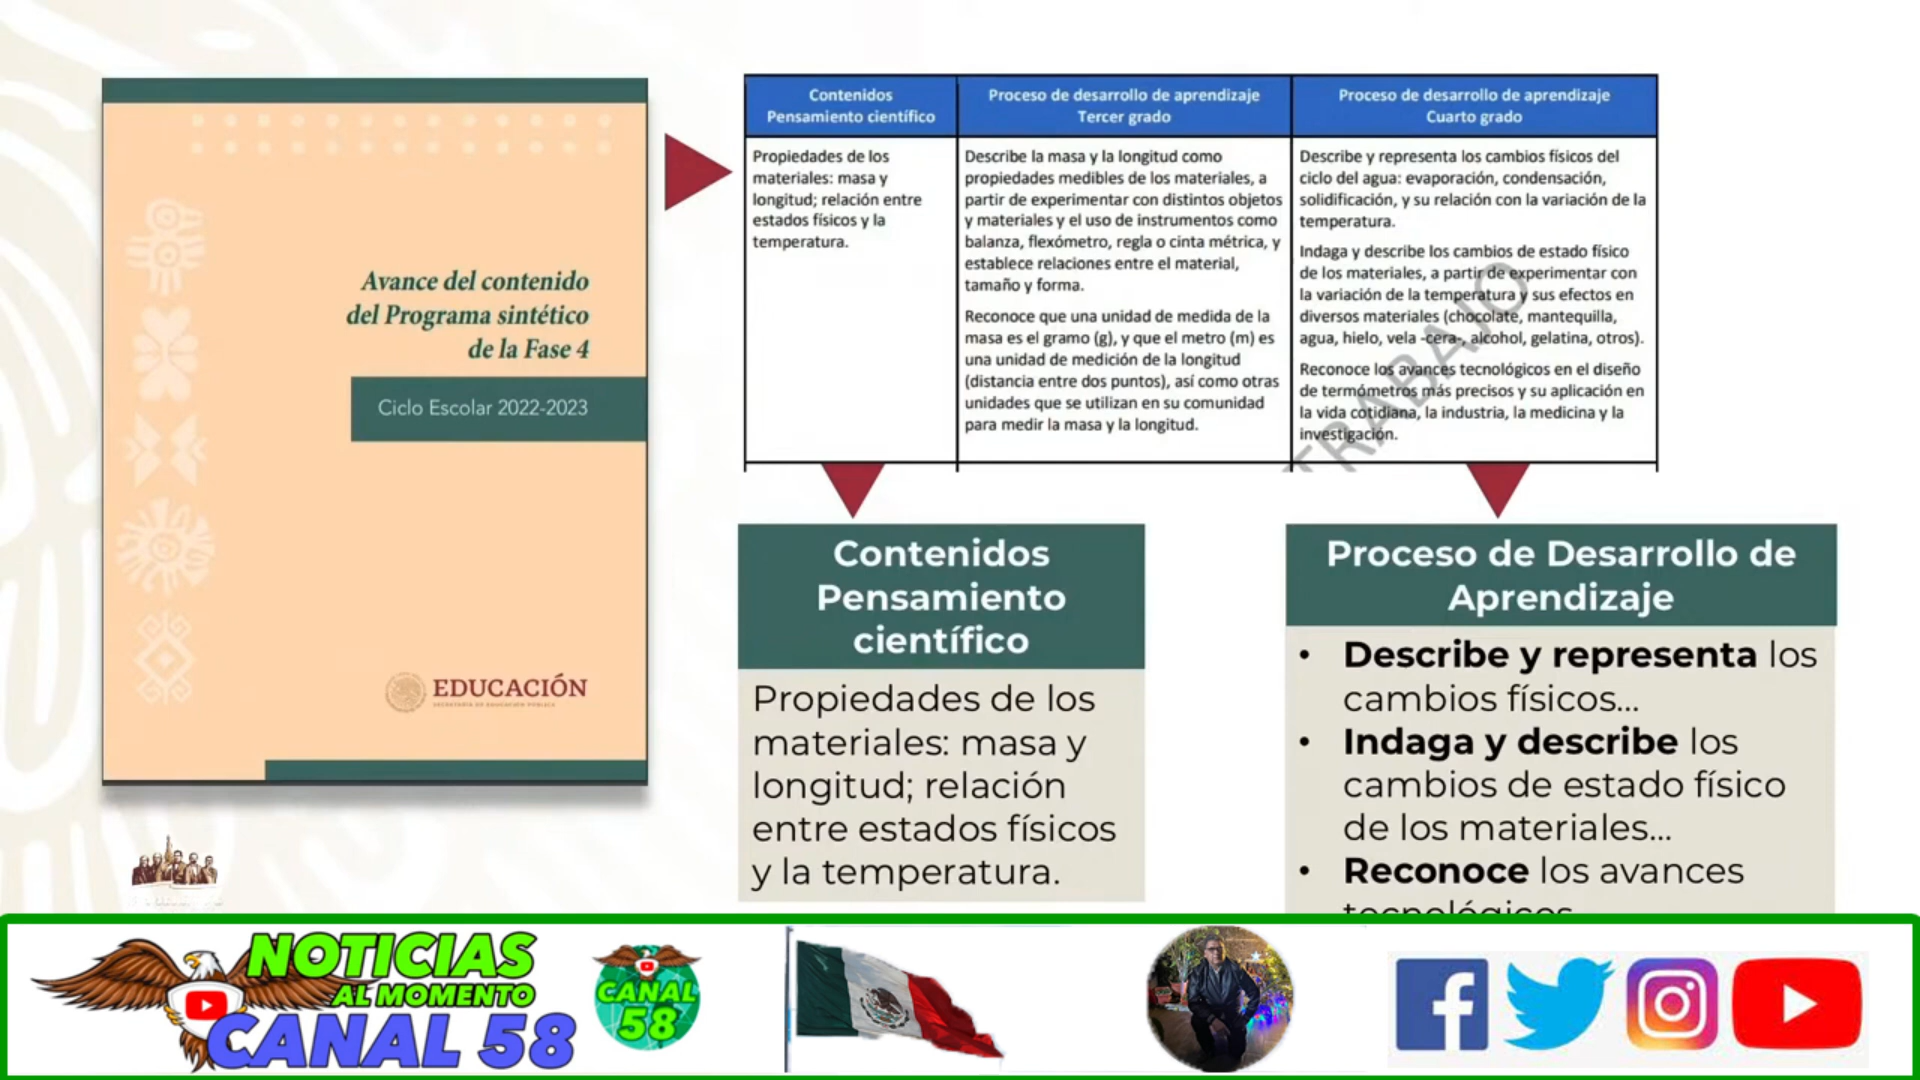 Avance del contenido
del Programa sintético
de la Fase 4
Ciclo Escolar 2022-2023
EDUCACIÓN
SECRETARÍA DE EDUCACIÓN PÚBLICA
Contenidos
Pensamiento científico
Propiedades de los
materiales: masa y
longitud; relación entre
estados físicos y la
temperatura.
Proceso de desarrollo de aprendizaje
Tercer grado
Describe la masa y la longitud como
propiedades medibles de los materiales, a
partir de experimentar con distintos objetos
y materiales y el uso de instrumentos como
balanza, flexómetro, regla o cinta métrica, y
establece relaciones entre el material,
tamaño y forma.
Reconoce que una unidad de medida de la
masa es el gramo (g), y que el metro (m) es
una unidad de medición de la longitud
(distancia entre dos puntos), así como otras
unidades que se utilizan en su comunidad
para medir la masa y la longitud.
Proceso de desarrollo de aprendizaje
Cuarto grado
Describe y representa los cambios físicos del
ciclo del agua: evaporación, condensación,
solidificación, y su relación con la variación de la
temperatura.
Indaga y describe los cambios de estado físico
de los materiales, a partir de experimentar con
la variación de la temperatura y sus efectos en
diversos materiales (chocolate, mantequilla,
agua, hielo, vela -cera-, alcohol, gelatina, otros).
Reconoce los avances tecnológicos en el diseño
de termómetros más precisos y su aplicación en
la vida cotidiana, la industria, la medicina y la
investigación.
TRABAJO
Contenidos
Pensamiento
científico
Propiedades de los
materiales: masa y
longitud; relación
entre estados físicos
y la temperatura.
Proceso de Desarrollo de
Aprendizaje
• Describe y representa los
cambios físicos...
• Indaga y describe los
cambios de estado físico
de los materiales...
• Reconoce los avances
tecnológicos
NOTICIAS
AL MOMENTO
CANAL 58
CANAL
58